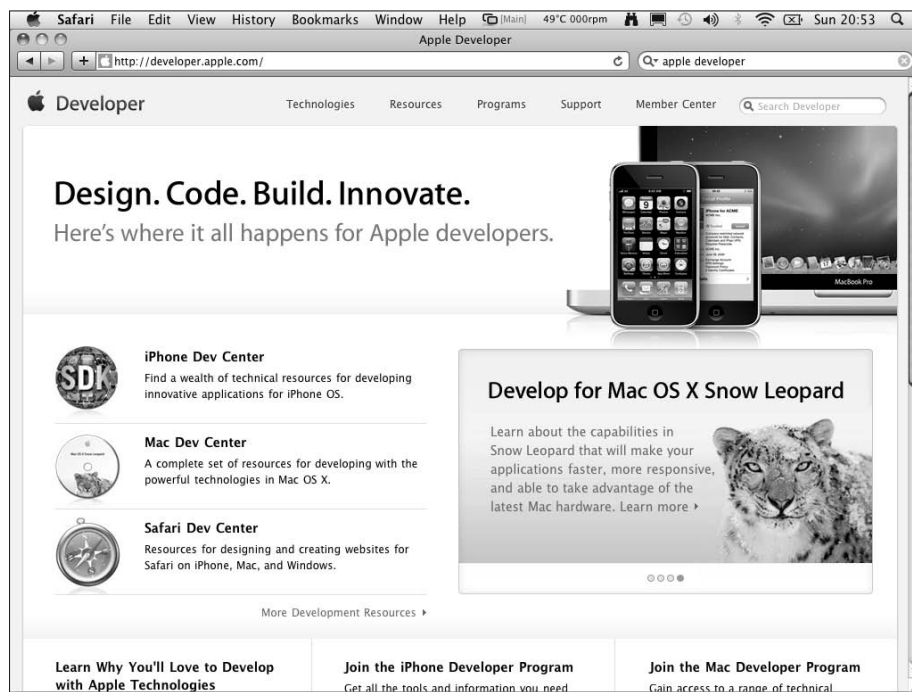 Safari File Edit View History Bookmarks Window Help [Main] 49°C 000rpm Sun 20:53
Apple Developer
http://developer.apple.com/ apple developer
Developer Technologies Resources Programs Support Member Center Search Developer
Design. Code. Build. Innovate.
Here's where it all happens for Apple developers.
MacBook Pro
iPhone Dev Center
Find a wealth of technical resources for developing
innovative applications for iPhone OS.
SDK
Mac Dev Center
A complete set of resources for developing with the
powerful technologies in Mac OS X.
Safari Dev Center
Resources for designing and creating websites for
Safari on iPhone, Mac, and Windows.
More Development Resources
Develop for Mac OS X Snow Leopard
Learn about the capabilities in
Snow Leopard that will make your
applications faster, more responsive,
and able to take advantage of the
latest Mac hardware. Learn more
Learn Why You'll Love to Develop
with Apple Technologies
Join the iPhone Developer Program
Get all the tools and information you need
Join the Mac Developer Program
Gain access to a range of technical